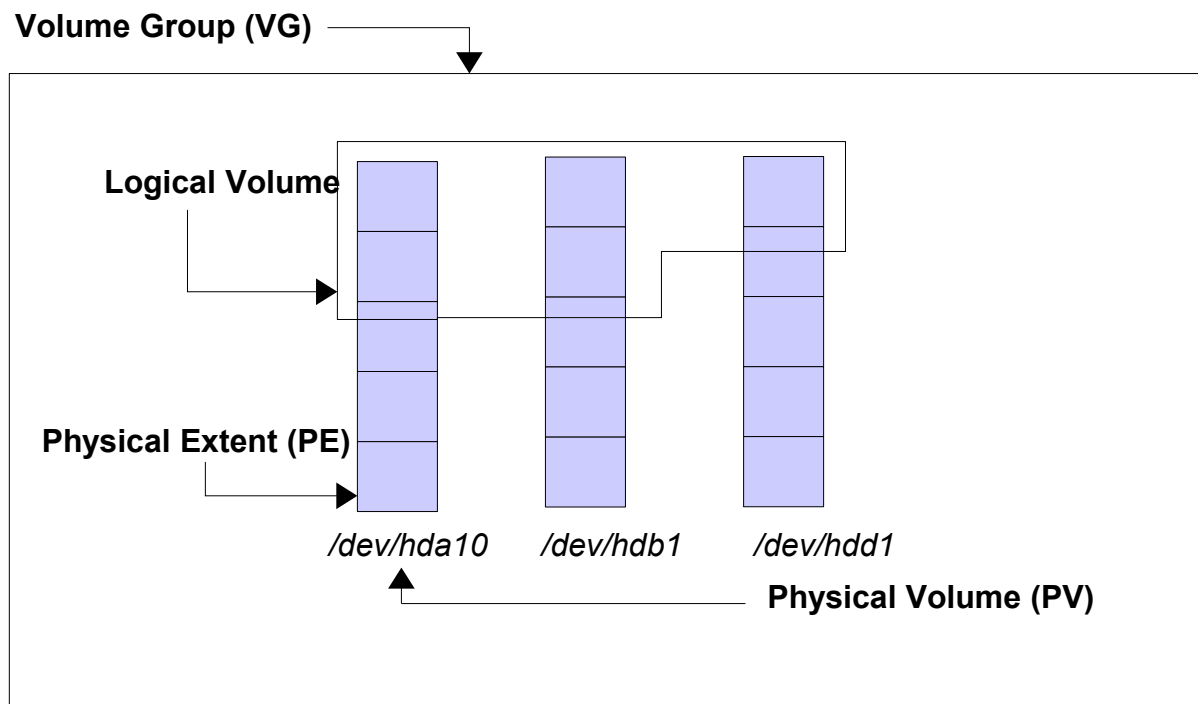 Volume Group (VG)
Logical Volume
Physical Extent (PE)
/dev/hda10
/dev/hdb1
/dev/hdd1
Physical Volume (PV)